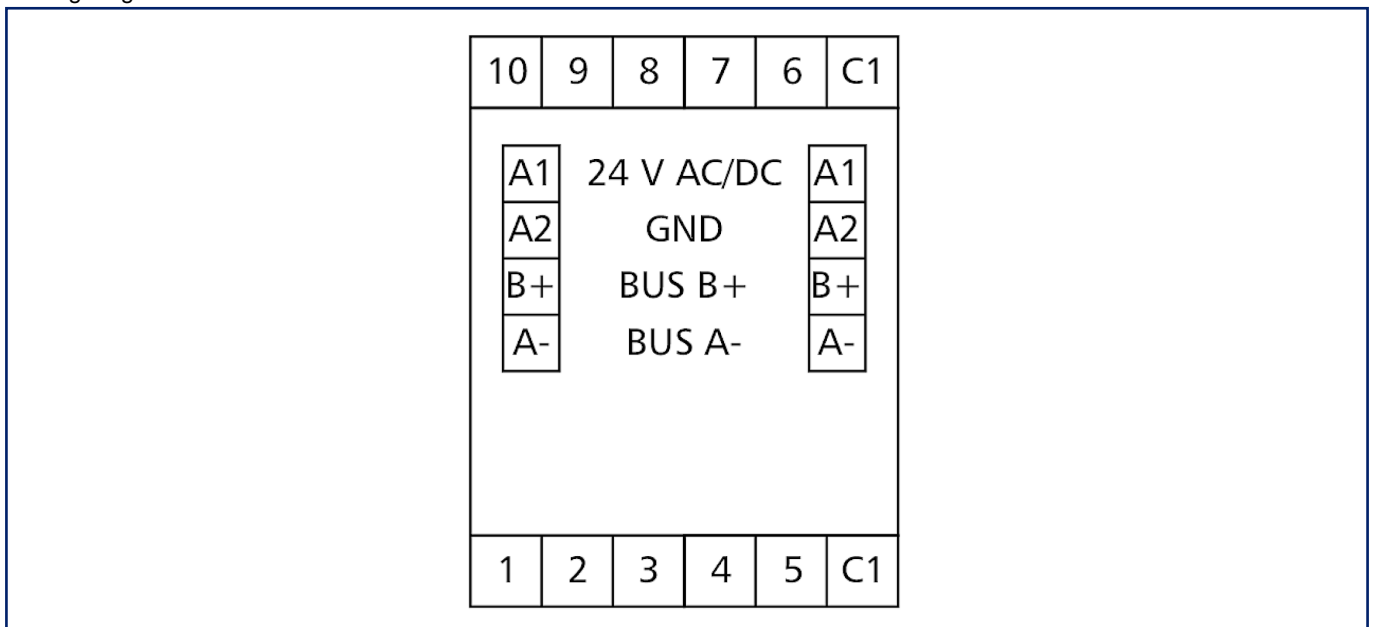 10 9 8 7 6 C1
A1 24 V AC/DC A1
A2 GND A2
B+ BUS B+ B+
A- BUS A- A-
1 2 3 4 5 C1